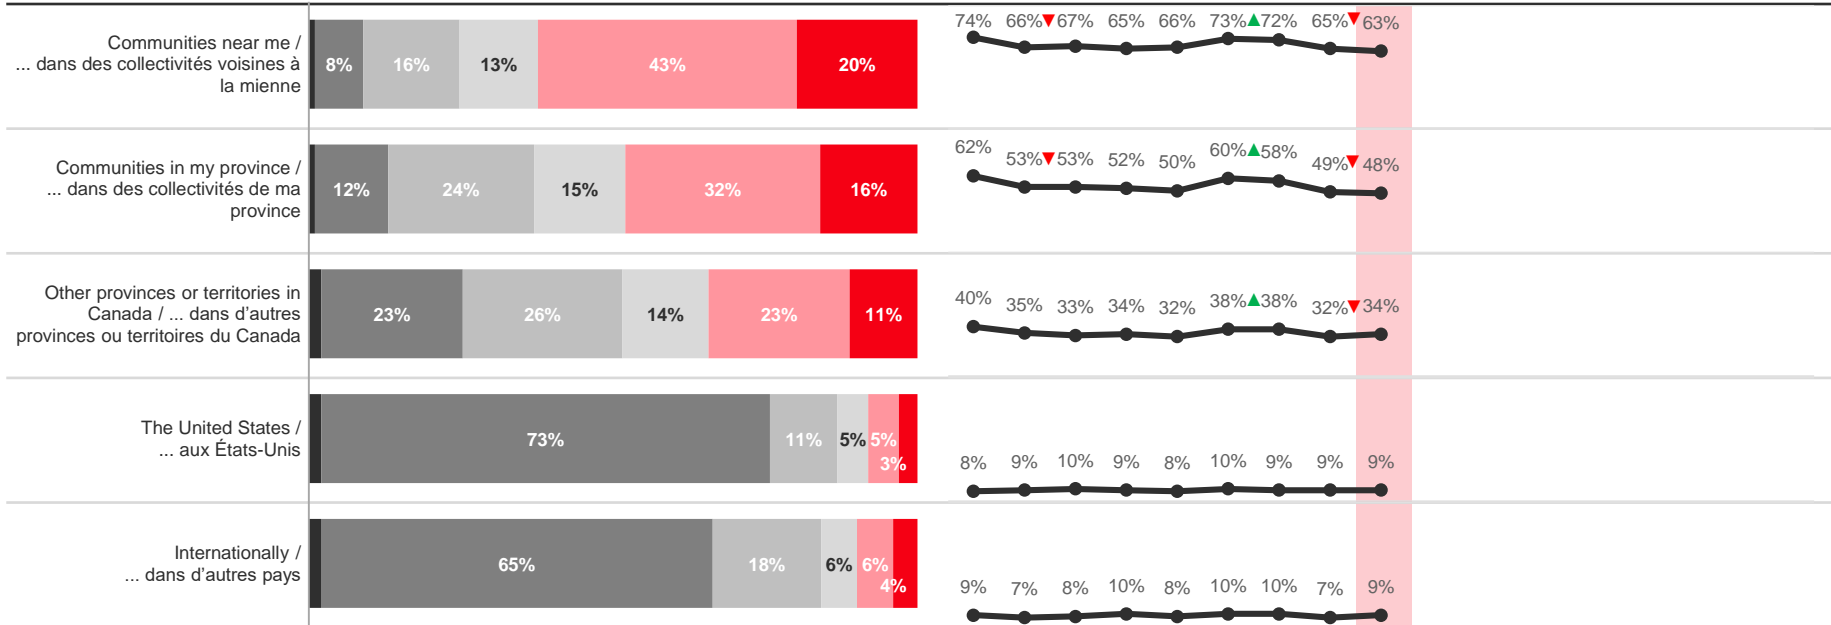 Communities near me /
... dans des collectivités voisines à
la mienne
8% 16% 13% 43% 20%
74% 66%▼67% 65% 66% 73%▲72% 65%▼63%
Communities in my province /
... dans des collectivités de ma
province
12% 24% 15% 32% 16%
62% 53%▼53% 52% 50% 60%▲58% 49%▼48%
Other provinces or territories in
Canada / ... dans d'autres
provinces ou territoires du Canada
23% 26% 14% 23% 11%
40% 35% 33% 34% 32% 38%▲38% 32%▼34%
The United States /
... aux États-Unis
73% 11% 5% 5% 3%
8% 9% 10% 9% 8% 10% 9% 9% 9%
Internationally /
... dans d'autres pays
65% 18% 6% 6% 4%
9% 7% 8% 10% 8% 10% 10% 7% 9%